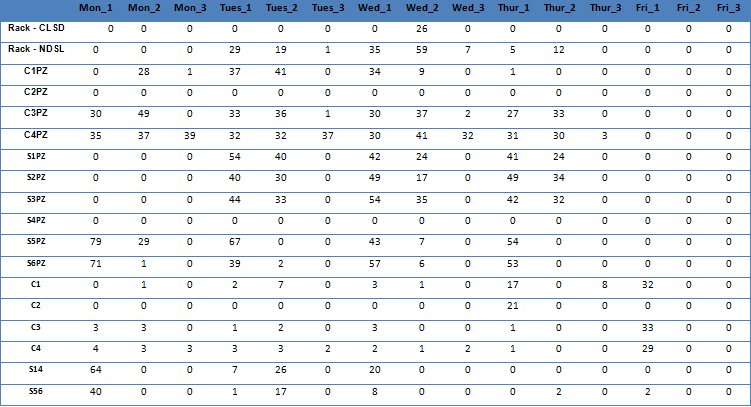 Mon_1 Mon_2 Mon_3 Tues_1 Tues_2 Tues_3 Wed_1 Wed_2 Wed_3 Thur_1 Thur_2 Thur_3 Fri_1 Fri_2 Fri_3
Rack - CLSD 0 0 0 0 0 0 0 26 0 0 0 0 0 0 0
Rack - NDSL 0 0 0 29 19 1 35 59 7 5 12 0 0 0 0
C1PZ 0 28 1 37 41 0 34 9 0 1 0 0 0 0 0
C2PZ 0 0 0 0 0 0 0 0 0 0 0 0 0 0 0
C3PZ 30 49 0 33 36 1 30 37 2 27 33 0 0 0 0
C4PZ 35 37 39 32 32 37 30 41 32 31 30 3 0 0 0
S1PZ 0 0 0 54 40 0 42 24 0 41 24 0 0 0 0
S2PZ 0 0 0 40 30 0 49 17 0 49 34 0 0 0 0
S3PZ 0 0 0 44 33 0 54 35 0 42 32 0 0 0 0
S4PZ 0 0 0 0 0 0 0 0 0 0 0 0 0 0 0
S5PZ 79 29 0 67 0 0 43 7 0 54 0 0 0 0 0
S6PZ 71 1 0 39 2 0 57 6 0 53 0 0 0 0 0
C1 0 1 0 2 7 0 3 1 0 17 0 8 32 0 0
C2 0 0 0 0 0 0 0 0 0 21 0 0 0 0 0
C3 3 3 0 1 2 0 3 0 0 1 0 0 33 0 0
C4 4 3 3 3 3 2 2 1 2 1 0 0 29 0 0
S14 64 0 0 7 26 0 20 0 0 0 0 0 0 0 0
S56 40 0 0 1 17 0 8 0 0 0 2 0 2 0 0